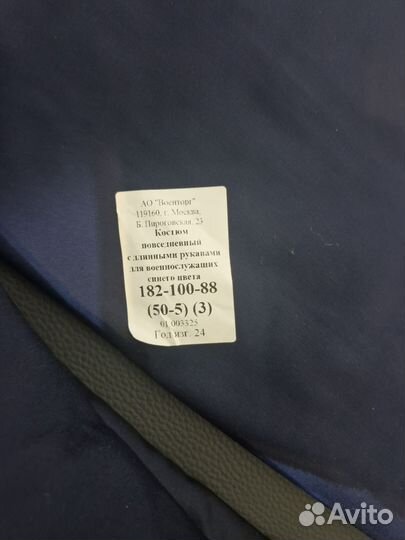 АО "Военторг"
119160, г. Москва,
Б. Пироговская, 23
Костюм
повседневный
с длинными рукавами
для военнослужащих
синего цвета
182-100-88
(50-5) (3)
01 003325
Год изг. 24
Avito